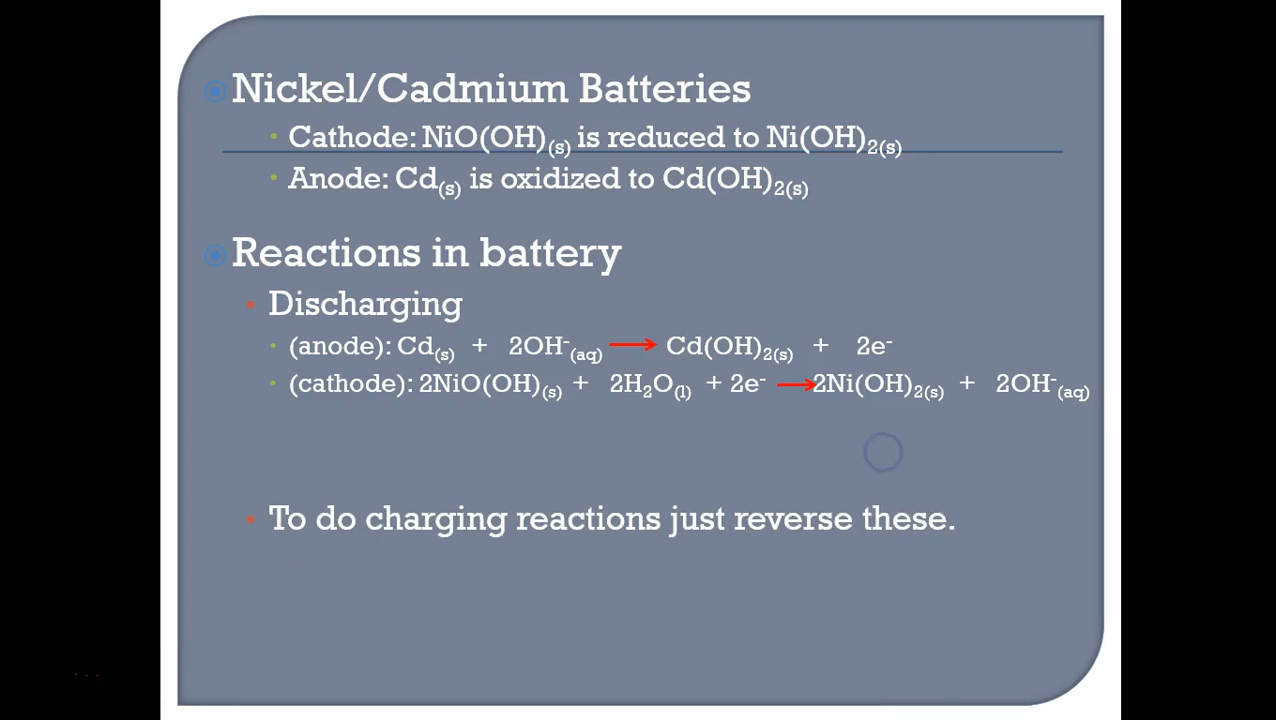 Nickel/Cadmium Batteries
Cathode: NiO(OH)(s) is reduced to Ni(OH)2(s)
Anode: Cd(s) is oxidized to Cd(OH)2(s)
Reactions in battery
Discharging
(anode): Cd(s) + 2OH-(aq) → Cd(OH)2(s) + 2e-
(cathode): 2NiO(OH)(s) + 2H2O(l) + 2e- → 2Ni(OH)2(s) + 2OH-(aq)
To do charging reactions just reverse these.